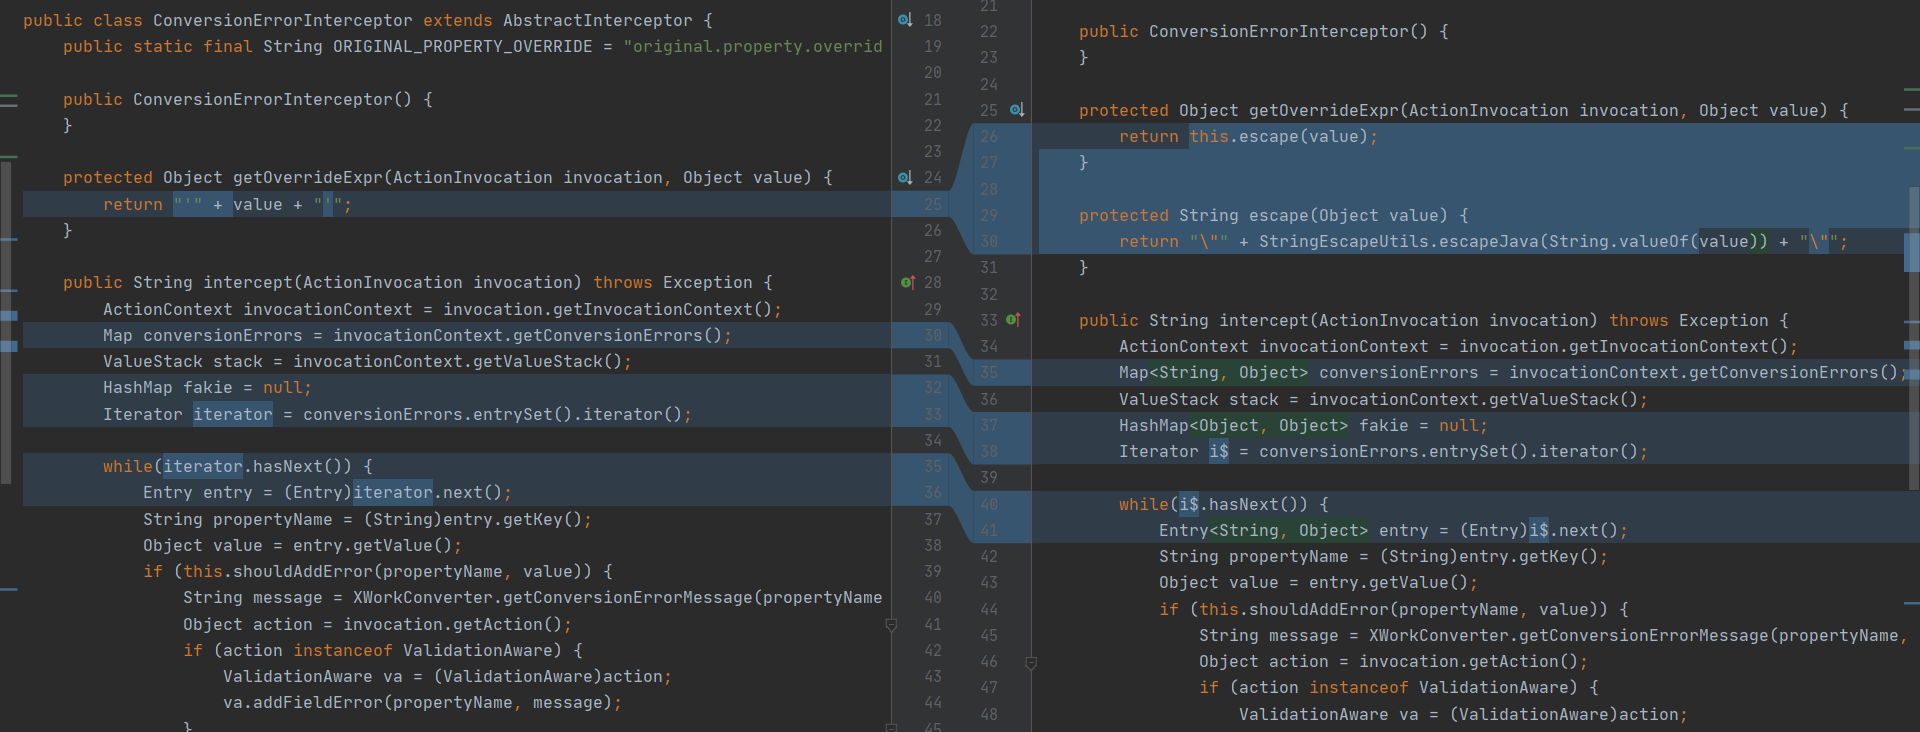 public class ConversionErrorInterceptor extends AbstractInterceptor { 18
public static final String ORIGINAL_PROPERTY_OVERRIDE = "original.property.overrid 19
20
public ConversionErrorInterceptor() { 21
} 22
23
protected Object getOverrideExpr(ActionInvocation invocation, Object value) { 24
return "'" + value + "'"; 25
} 26
27
public String intercept(ActionInvocation invocation) throws Exception { 28
ActionContext invocationContext = invocation.getInvocationContext(); 29
Map conversionErrors = invocationContext.getConversionErrors(); 30
ValueStack stack = invocationContext.getValueStack(); 31
HashMap fakie = null; 32
Iterator iterator = conversionErrors.entrySet().iterator(); 33
34
while(iterator.hasNext()) { 35
Entry entry = (Entry)iterator.next(); 36
String propertyName = (String)entry.getKey(); 37
Object value = entry.getValue(); 38
if (this.shouldAddError(propertyName, value)) { 39
String message = XWorkConverter.getConversionErrorMessage(propertyName 40
Object action = invocation.getAction(); 41
if (action instanceof ValidationAware) { 42
ValidationAware va = (ValidationAware)action; 43
va.addFieldError(propertyName, message); 44
} 45
21
22 public ConversionErrorInterceptor() {
23 }
24
25 protected Object getOverrideExpr(ActionInvocation invocation, Object value) {
26 return this.escape(value);
27 }
28
29 protected String escape(Object value) {
30 return "\"" + StringEscapeUtils.escapeJava(String.valueOf(value)) + "\"";
31 }
32
33 public String intercept(ActionInvocation invocation) throws Exception {
34 ActionContext invocationContext = invocation.getInvocationContext();
35 Map<String, Object> conversionErrors = invocationContext.getConversionErrors();
36 ValueStack stack = invocationContext.getValueStack();
37 HashMap<Object, Object> fakie = null;
38 Iterator i$ = conversionErrors.entrySet().iterator();
39
40 while(i$.hasNext()) {
41 Entry<String, Object> entry = (Entry)i$.next();
42 String propertyName = (String)entry.getKey();
43 Object value = entry.getValue();
44 if (this.shouldAddError(propertyName, value)) {
45 String message = XWorkConverter.getConversionErrorMessage(propertyName,
46 Object action = invocation.getAction();
47 if (action instanceof ValidationAware) {
48 ValidationAware va = (ValidationAware)action;